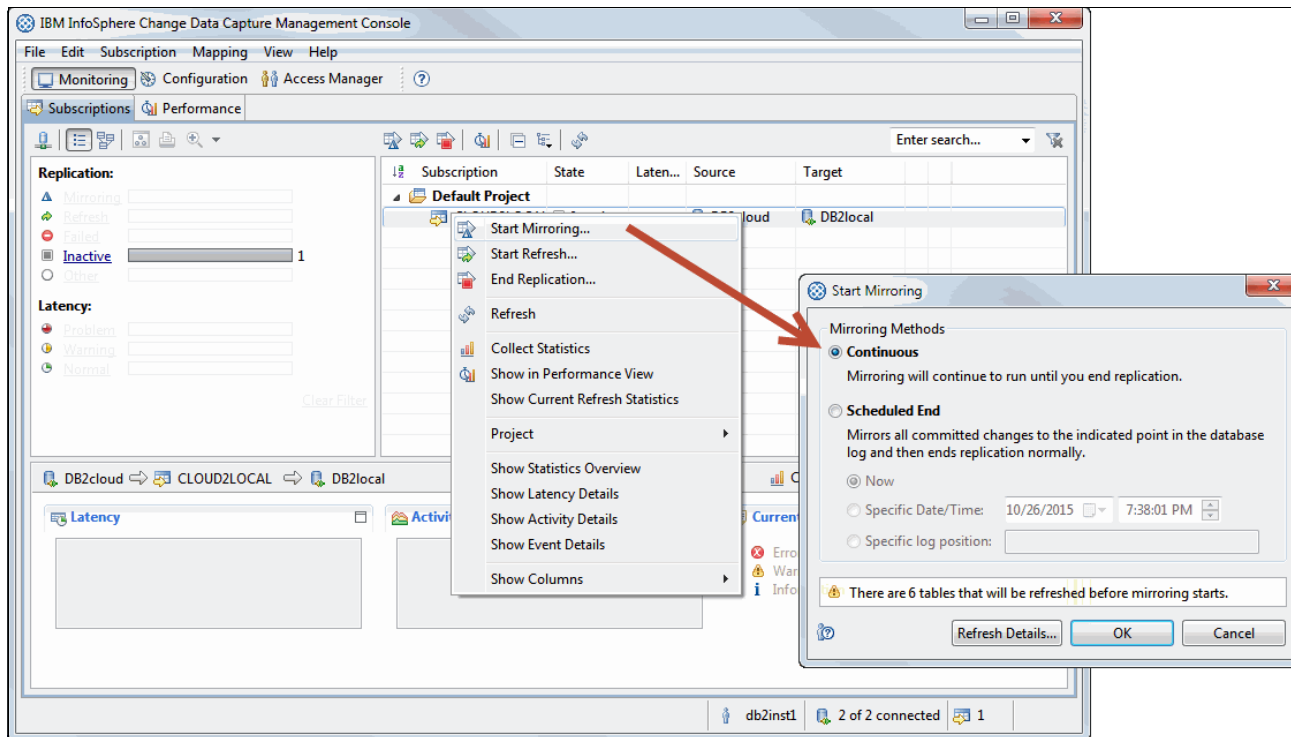 IBM InfoSphere Change Data Capture Management Console
File Edit Subscription Mapping View Help
Monitoring Configuration Access Manager
Subscriptions Performance
Enter search...
Replication:
Mirroring
Refresh
Failed
Inactive 1
Other
Latency:
Problem
Warning
Normal
Clear Filter
Subscription State Laten... Source Target
Default Project
DB2local
Start Mirroring...
Start Refresh...
End Replication...
Refresh
Collect Statistics
Show in Performance View
Show Current Refresh Statistics
Project
Show Statistics Overview
Show Latency Details
Show Activity Details
Show Event Details
Show Columns
DB2cloud CLOUD2LOCAL DB2local
Latency
Start Mirroring
Mirroring Methods
Continuous
Mirroring will continue to run until you end replication.
Scheduled End
Mirrors all committed changes to the indicated point in the database
log and then ends replication normally.
Now
Specific Date/Time: 10/26/2015 7:38:01 PM
Specific log position:
There are 6 tables that will be refreshed before mirroring starts.
Refresh Details... OK Cancel
db2inst1 2 of 2 connected 1